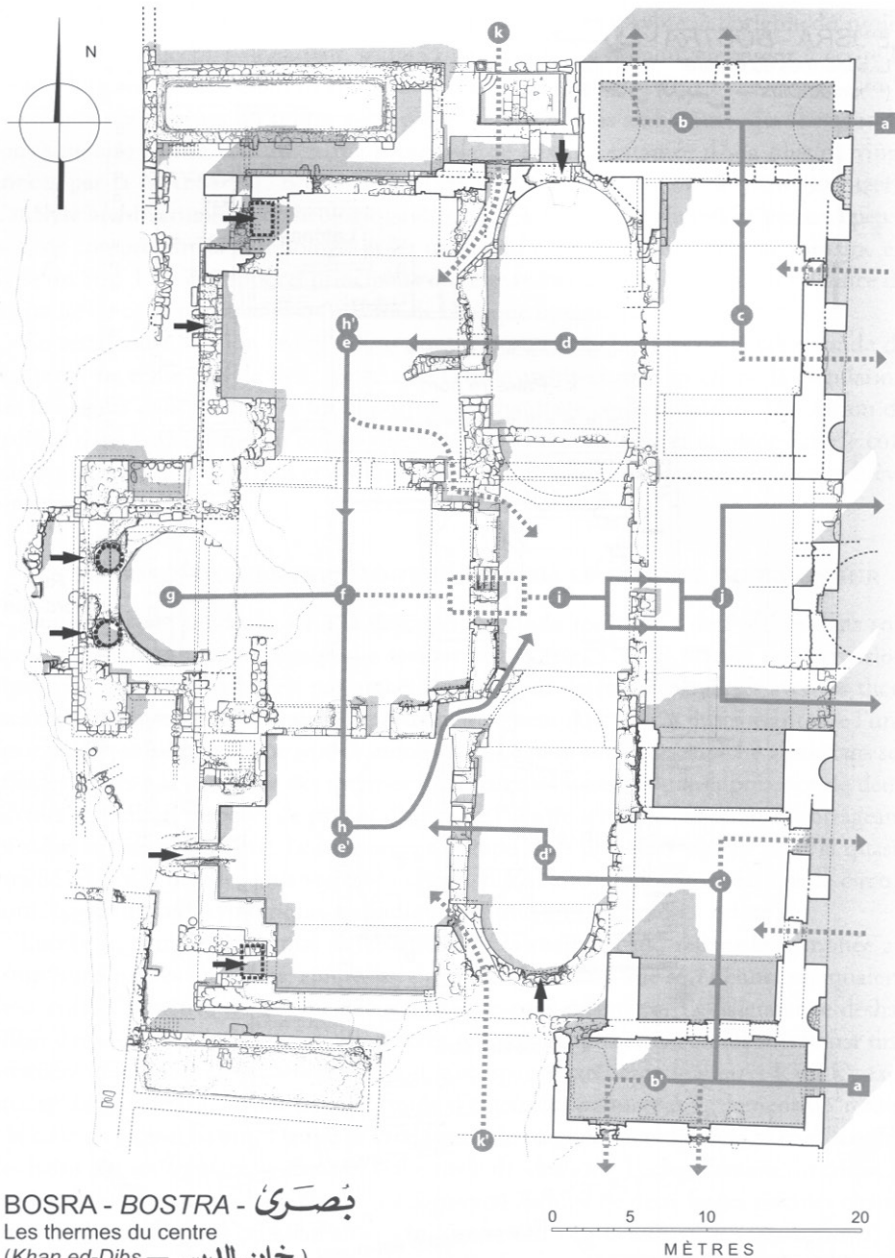 N
k
b
a
c
h'
e
d
g
f
i
j
h
e'
d'
c'
b'
a
k'
BOSRA - BOSTRA - بُصرَىٰ
Les thermes du centre
0 5 10 20
MÈTRES
(Khan ed-Dibs — خان الدبس)